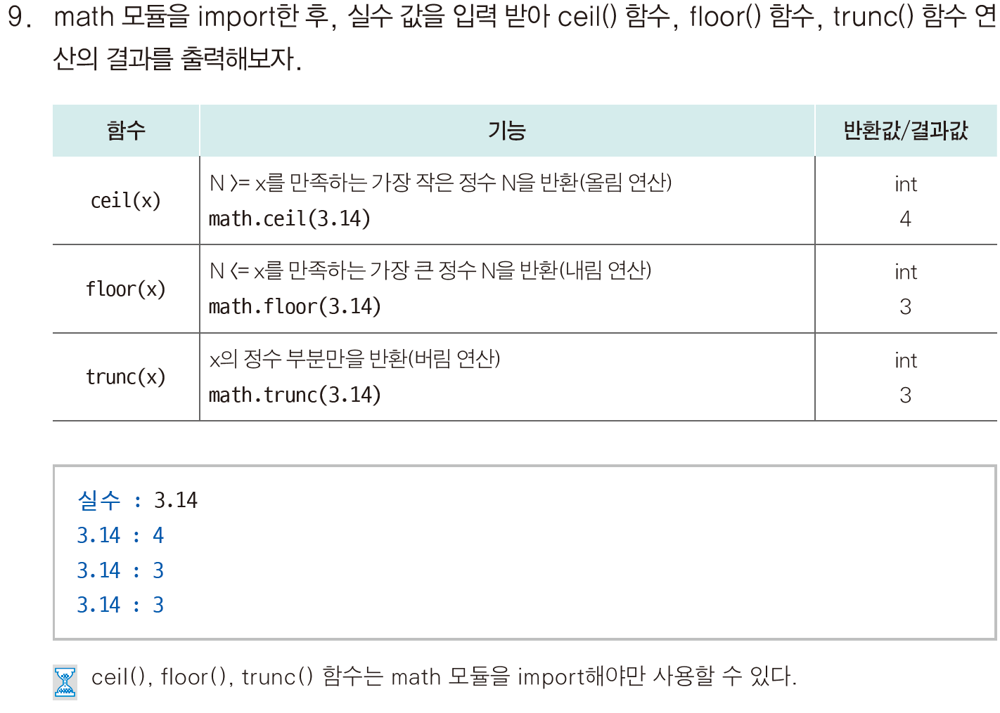 9. math 모듈을 import한 후, 실수 값을 입력 받아 ceil() 함수, floor() 함수, trunc() 함수 연
산의 결과를 출력해보자.
함수 기능 반환값/결과값
ceil(x)
N >= x를 만족하는 가장 작은 정수 N을 반환(올림 연산)
math.ceil(3.14)
int
4
floor(x)
N <= x를 만족하는 가장 큰 정수 N을 반환(내림 연산)
math.floor(3.14)
int
3
trunc(x)
x의 정수 부분만을 반환(버림 연산)
math.trunc(3.14)
int
3
실수 : 3.14
3.14 : 4
3.14 : 3
3.14 : 3
ceil(), floor(), trunc() 함수는 math 모듈을 import해야만 사용할 수 있다.